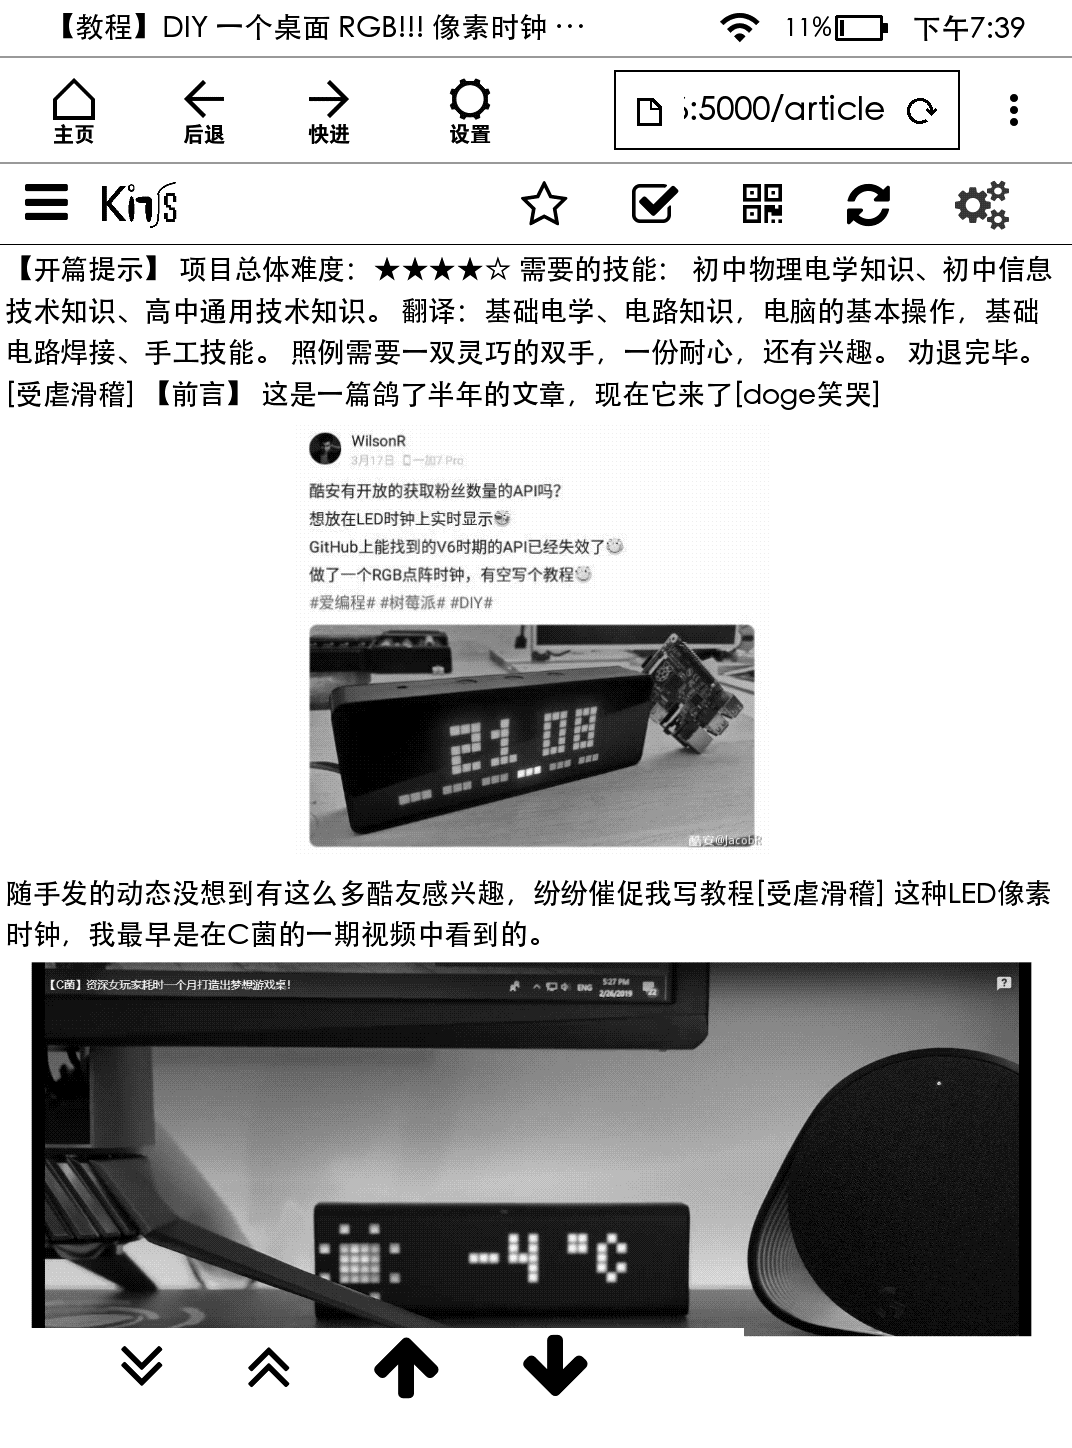 【教程】DIY 一个桌面 RGB!!! 像素时钟 ···
11%
下午7:39
主页
后退
快进
设置
:5000/article
KinJs
【开篇提示】 项目总体难度：★★★★☆ 需要的技能： 初中物理电学知识、初中信息
技术知识、高中通用技术知识。 翻译：基础电学、电路知识，电脑的基本操作，基础
电路焊接、手工技能。 照例需要一双灵巧的双手，一份耐心，还有兴趣。 劝退完毕。
[受虐滑稽] 【前言】 这是一篇鸽了半年的文章，现在它来了[doge笑哭]
WilsonR
3月17日 一加7 Pro
酷安有开放的获取粉丝数量的API吗?
想放在LED时钟上实时显示
GitHub上能找到的V6时期的API已经失效了
做了一个RGB点阵时钟，有空写个教程
#爱编程# #树莓派# #DIY#
21 08
酷安@JacobR
随手发的动态没想到有这么多酷友感兴趣，纷纷催促我写教程[受虐滑稽] 这种LED像素
时钟，我最早是在C菌的一期视频中看到的。
【C菌】资深女玩家耗时一个月打造出梦想游戏桌!
ENG
5:27 PM
2/26/2019
22
-4 °C